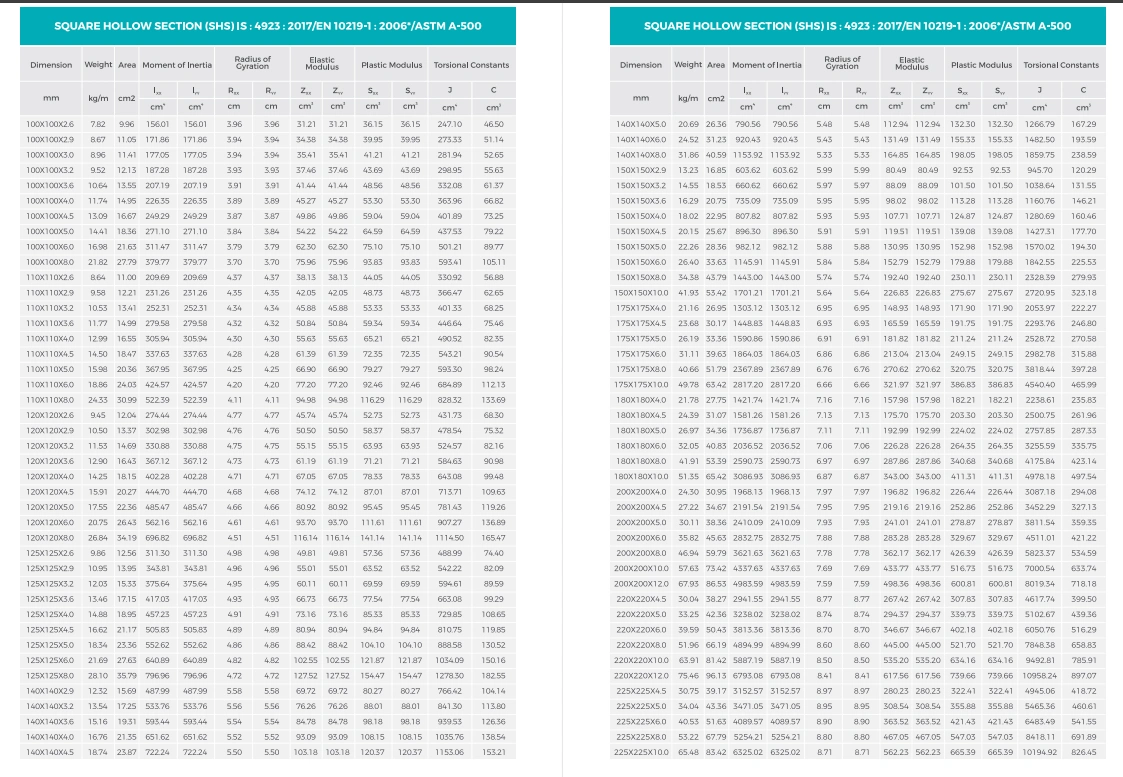 SQUARE HOLLOW SECTION (SHS) IS : 4923 : 2017/EN 10219-1 : 2006*/ASTM A-500
Dimension Weight Area Moment of Inertia Radius of Gyration Elastic Modulus Plastic Modulus Torsional Constants
mm kg/m cm2 Ixx Iyy Rxx Ryy Zxx Zyy Sxx Syy J C
cm⁴ cm⁴ cm cm cm³ cm³ cm³ cm³ cm⁴ cm³
100X100X2.6 7.82 9.96 156.01 156.01 3.96 3.96 31.21 31.21 36.15 36.15 247.10 46.50
100X100X2.9 8.67 11.05 171.86 171.86 3.94 3.94 34.38 34.38 39.95 39.95 273.33 51.14
100X100X3.0 8.96 11.41 177.05 177.05 3.94 3.94 35.41 35.41 41.21 41.21 281.94 52.65
100X100X3.2 9.52 12.13 187.28 187.28 3.93 3.93 37.46 37.46 43.69 43.69 298.95 55.63
100X100X3.6 10.64 13.55 207.19 207.19 3.91 3.91 41.44 41.44 48.56 48.56 332.08 61.37
100X100X4.0 11.74 14.95 226.35 226.35 3.89 3.89 45.27 45.27 53.30 53.30 363.96 66.82
100X100X4.5 13.09 16.67 249.29 249.29 3.87 3.87 49.86 49.86 59.04 59.04 401.89 73.25
100X100X5.0 14.41 18.36 271.10 271.10 3.84 3.84 54.22 54.22 64.59 64.59 437.53 79.22
100X100X6.0 16.98 21.63 311.47 311.47 3.79 3.79 62.30 62.30 75.10 75.10 501.21 89.77
100X100X8.0 21.82 27.79 379.77 379.77 3.70 3.70 75.96 75.96 93.83 93.83 593.41 105.11
110X110X2.6 8.64 11.00 209.69 209.69 4.37 4.37 38.13 38.13 44.05 44.05 330.92 56.88
110X110X2.9 9.58 12.21 231.26 231.26 4.35 4.35 42.05 42.05 48.73 48.73 366.47 62.65
110X110X3.2 10.53 13.41 252.31 252.31 4.34 4.34 45.88 45.88 53.33 53.33 401.33 68.25
110X110X3.6 11.77 14.99 279.58 279.58 4.32 4.32 50.84 50.84 59.34 59.34 446.64 75.46
110X110X4.0 12.99 16.55 305.94 305.94 4.30 4.30 55.63 55.63 65.21 65.21 490.52 82.35
110X110X4.5 14.50 18.47 337.63 337.63 4.28 4.28 61.39 61.39 72.35 72.35 543.21 90.54
110X110X5.0 15.98 20.36 367.95 367.95 4.25 4.25 66.90 66.90 79.27 79.27 593.30 98.24
110X110X6.0 18.86 24.03 424.57 424.57 4.20 4.20 77.20 77.20 92.46 92.46 684.89 112.13
110X110X8.0 24.33 30.99 522.39 522.39 4.11 4.11 94.98 94.98 116.29 116.29 828.32 133.69
120X120X2.6 9.45 12.04 274.44 274.44 4.77 4.77 45.74 45.74 52.73 52.73 431.73 68.30
120X120X2.9 10.50 13.37 302.98 302.98 4.76 4.76 50.50 50.50 58.37 58.37 478.54 75.32
120X120X3.2 11.53 14.69 330.88 330.88 4.75 4.75 55.15 55.15 63.93 63.93 524.57 82.16
120X120X3.6 12.90 16.43 367.12 367.12 4.73 4.73 61.19 61.19 71.21 71.21 584.63 90.98
120X120X4.0 14.25 18.15 402.28 402.28 4.71 4.71 67.05 67.05 78.33 78.33 643.08 99.48
120X120X4.5 15.91 20.27 444.70 444.70 4.68 4.68 74.12 74.12 87.01 87.01 713.71 109.63
120X120X5.0 17.55 22.36 485.47 485.47 4.66 4.66 80.92 80.92 95.45 95.45 781.43 119.26
120X120X6.0 20.75 26.43 562.16 562.16 4.61 4.61 93.70 93.70 111.61 111.61 907.27 136.89
120X120X8.0 26.84 34.19 696.82 696.82 4.51 4.51 116.14 116.14 141.14 141.14 1114.50 165.47
125X125X2.6 9.86 12.56 311.30 311.30 4.98 4.98 49.81 49.81 57.36 57.36 488.99 74.40
125X125X2.9 10.95 13.95 343.81 343.81 4.96 4.96 55.01 55.01 63.52 63.52 542.22 82.09
125X125X3.2 12.03 15.33 375.64 375.64 4.95 4.95 60.11 60.11 69.59 69.59 594.61 89.59
125X125X3.6 13.46 17.15 417.03 417.03 4.93 4.93 66.73 66.73 77.54 77.54 663.08 99.29
125X125X4.0 14.88 18.95 457.23 457.23 4.91 4.91 73.16 73.16 85.33 85.33 729.85 108.65
125X125X4.5 16.62 21.17 505.83 505.83 4.89 4.89 80.94 80.94 94.84 94.84 810.75 119.85
125X125X5.0 18.34 23.36 552.62 552.62 4.86 4.86 88.42 88.42 104.10 104.10 888.58 130.52
125X125X6.0 21.69 27.63 640.89 640.89 4.82 4.82 102.55 102.55 121.87 121.87 1034.09 150.16
125X125X8.0 28.10 35.79 796.96 796.96 4.72 4.72 127.52 127.52 154.47 154.47 1278.30 182.55
140X140X2.9 12.32 15.69 487.99 487.99 5.58 5.58 69.72 69.72 80.27 80.27 766.42 104.14
140X140X3.2 13.54 17.25 533.76 533.76 5.56 5.56 76.26 76.26 88.01 88.01 841.30 113.80
140X140X3.6 15.16 19.31 593.44 593.44 5.54 5.54 84.78 84.78 98.18 98.18 939.53 126.36
140X140X4.0 16.76 21.35 651.62 651.62 5.52 5.52 93.09 93.09 108.15 108.15 1035.76 138.54
140X140X4.5 18.74 23.87 722.24 722.24 5.50 5.50 103.18 103.18 120.37 120.37 1153.06 153.21
SQUARE HOLLOW SECTION (SHS) IS : 4923 : 2017/EN 10219-1 : 2006*/ASTM A-500
Dimension Weight Area Moment of Inertia Radius of Gyration Elastic Modulus Plastic Modulus Torsional Constants
mm kg/m cm2 Ixx Iyy Rxx Ryy Zxx Zyy Sxx Syy J C
cm⁴ cm⁴ cm cm cm³ cm³ cm³ cm³ cm⁴ cm³
140X140X5.0 20.69 26.36 790.56 790.56 5.48 5.48 112.94 112.94 132.30 132.30 1266.79 167.29
140X140X6.0 24.52 31.23 920.43 920.43 5.43 5.43 131.49 131.49 155.33 155.33 1482.50 193.59
140X140X8.0 31.86 40.59 1153.92 1153.92 5.33 5.33 164.85 164.85 198.05 198.05 1859.75 238.59
150X150X2.9 13.23 16.85 603.62 603.62 5.99 5.99 80.49 80.49 92.53 92.53 945.70 120.29
150X150X3.2 14.55 18.53 660.62 660.62 5.97 5.97 88.09 88.09 101.50 101.50 1038.64 131.55
150X150X3.6 16.29 20.75 735.09 735.09 5.95 5.95 98.02 98.02 113.28 113.28 1160.76 146.21
150X150X4.0 18.02 22.95 807.82 807.82 5.93 5.93 107.71 107.71 124.87 124.87 1280.69 160.46
150X150X4.5 20.15 25.67 896.30 896.30 5.91 5.91 119.51 119.51 139.08 139.08 1427.31 177.70
150X150X5.0 22.26 28.36 982.12 982.12 5.88 5.88 130.95 130.95 152.98 152.98 1570.02 194.30
150X150X6.0 26.40 33.63 1145.91 1145.91 5.84 5.84 152.79 152.79 179.88 179.88 1842.55 225.53
150X150X8.0 34.38 43.79 1443.00 1443.00 5.74 5.74 192.40 192.40 230.11 230.11 2328.39 279.93
150X150X10.0 41.93 53.42 1701.21 1701.21 5.64 5.64 226.83 226.83 275.67 275.67 2720.95 323.18
175X175X4.0 21.16 26.95 1303.12 1303.12 6.95 6.95 148.93 148.93 171.90 171.90 2053.97 222.27
175X175X4.5 23.68 30.17 1448.83 1448.83 6.93 6.93 165.59 165.59 191.75 191.75 2293.76 246.80
175X175X5.0 26.19 33.36 1590.86 1590.86 6.91 6.91 181.82 181.82 211.24 211.24 2528.72 270.58
175X175X6.0 31.11 39.63 1864.03 1864.03 6.86 6.86 213.04 213.04 249.15 249.15 2982.78 315.88
175X175X8.0 40.66 51.79 2367.89 2367.89 6.76 6.76 270.62 270.62 320.75 320.75 3818.44 397.28
175X175X10.0 49.78 63.42 2817.20 2817.20 6.66 6.66 321.97 321.97 386.83 386.83 4540.40 465.99
180X180X4.0 21.78 27.75 1421.74 1421.74 7.16 7.16 157.98 157.98 182.21 182.21 2238.61 235.83
180X180X4.5 24.39 31.07 1581.26 1581.26 7.13 7.13 175.70 175.70 203.30 203.30 2500.75 261.96
180X180X5.0 26.97 34.36 1736.87 1736.87 7.11 7.11 192.99 192.99 224.02 224.02 2757.85 287.33
180X180X6.0 32.05 40.83 2036.52 2036.52 7.06 7.06 226.28 226.28 264.35 264.35 3255.59 335.75
180X180X8.0 41.91 53.39 2590.73 2590.73 6.97 6.97 287.86 287.86 340.68 340.68 4175.84 423.14
180X180X10.0 51.35 65.42 3086.93 3086.93 6.87 6.87 343.00 343.00 411.31 411.31 4978.18 497.54
200X200X4.0 24.30 30.95 1968.13 1968.13 7.97 7.97 196.82 196.82 226.44 226.44 3087.18 294.08
200X200X4.5 27.22 34.67 2191.54 2191.54 7.95 7.95 219.16 219.16 252.86 252.86 3452.29 327.13
200X200X5.0 30.11 38.36 2410.09 2410.09 7.93 7.93 241.01 241.01 278.87 278.87 3811.54 359.35
200X200X6.0 35.82 45.63 2832.75 2832.75 7.88 7.88 283.28 283.28 329.67 329.67 4511.01 421.22
200X200X8.0 46.94 59.79 3621.63 3621.63 7.78 7.78 362.17 362.17 426.39 426.39 5823.37 534.59
200X200X10.0 57.63 73.42 4337.63 4337.63 7.69 7.69 433.77 433.77 516.73 516.73 7000.54 633.74
200X200X12.0 67.93 86.53 4983.59 4983.59 7.59 7.59 498.36 498.36 600.81 600.81 8019.34 718.18
220X220X4.5 30.04 38.27 2941.55 2941.55 8.77 8.77 267.42 267.42 307.83 307.83 4617.74 399.50
220X220X5.0 33.25 42.36 3238.02 3238.02 8.74 8.74 294.37 294.37 339.73 339.73 5102.67 439.36
220X220X6.0 39.59 50.43 3813.36 3813.36 8.70 8.70 346.67 346.67 402.18 402.18 6050.76 516.29
220X220X8.0 51.96 66.19 4894.99 4894.99 8.60 8.60 445.00 445.00 521.70 521.70 7848.38 658.83
220X220X10.0 63.91 81.42 5887.19 5887.19 8.50 8.50 535.20 535.20 634.16 634.16 9492.81 785.91
220X220X12.0 75.46 96.13 6793.08 6793.08 8.41 8.41 617.56 617.56 739.66 739.66 10958.24 897.07
225X225X4.5 30.75 39.17 3152.57 3152.57 8.97 8.97 280.23 280.23 322.41 322.41 4945.06 418.72
225X225X5.0 34.04 43.36 3471.05 3471.05 8.95 8.95 308.54 308.54 355.88 355.88 5465.36 460.61
225X225X6.0 40.53 51.63 4089.57 4089.57 8.90 8.90 363.52 363.52 421.43 421.43 6483.49 541.55
225X225X8.0 53.22 67.79 5254.21 5254.21 8.80 8.80 467.05 467.05 547.03 547.03 8418.11 691.89
225X225X10.0 65.48 83.42 6325.02 6325.02 8.71 8.71 562.23 562.23 665.39 665.39 10194.92 826.45